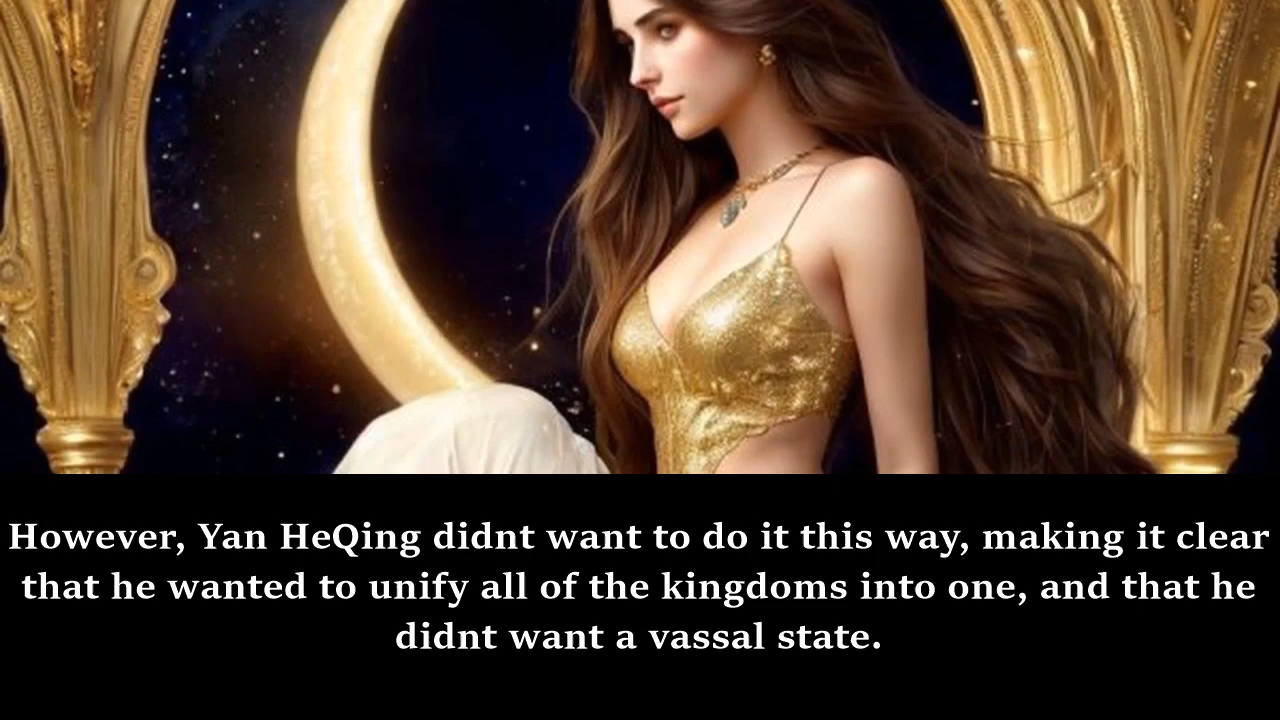 However, Yan HeQing didnt want to do it this way, making it clear
that he wanted to unify all of the kingdoms into one, and that he
didnt want a vassal state.